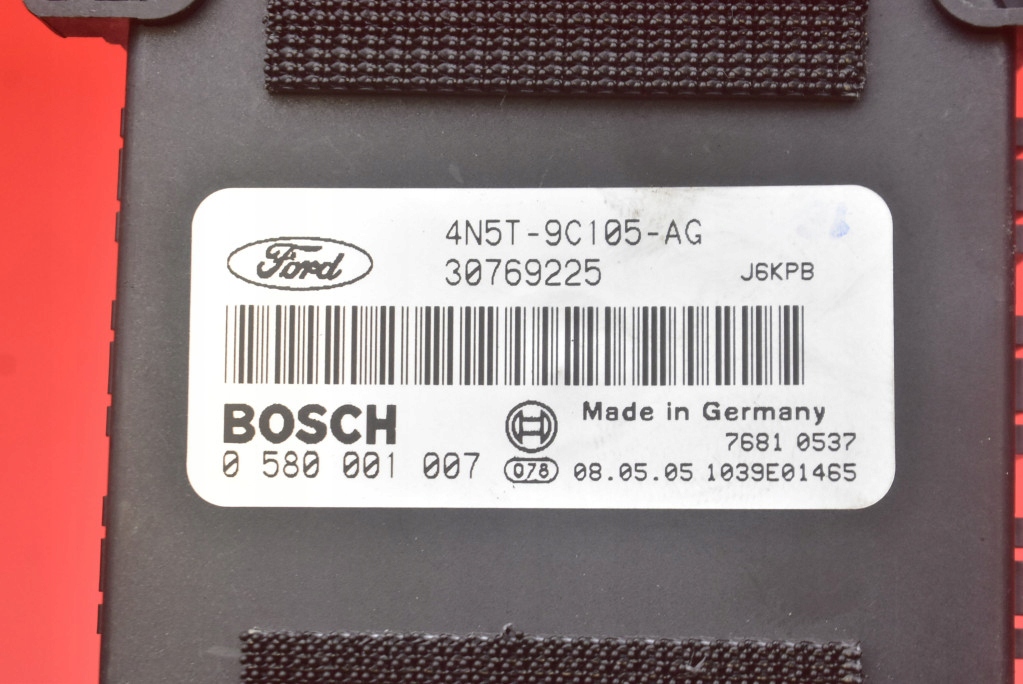 Ford
4N5T-9C105-AG
30769225
J6KPB
BOSCH
0 580 001 007
Made in Germany
7681 0537
078 08.05.05 1039E01465